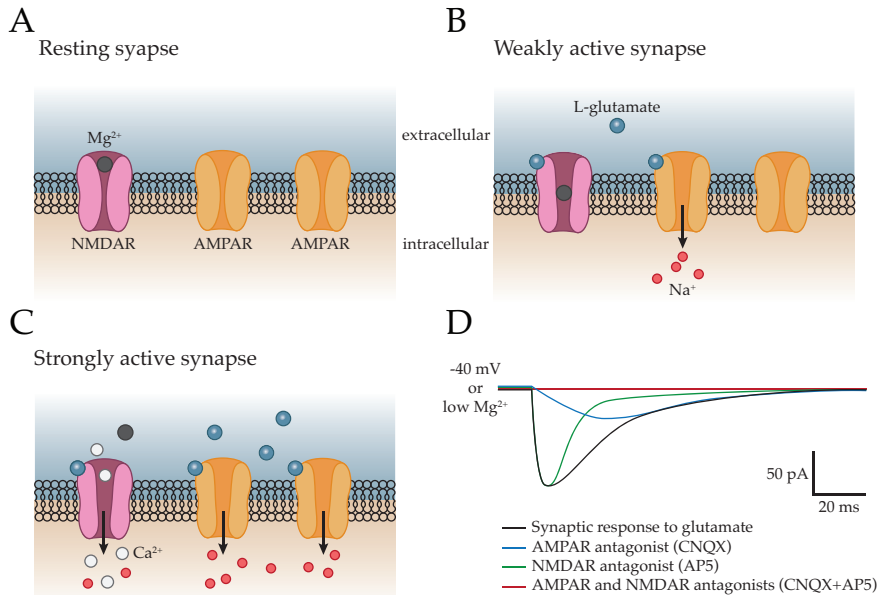 A
Resting syapse
Mg²⁺
NMDAR
AMPAR
AMPAR
extracellular
intracellular
B
Weakly active synapse
L-glutamate
Na⁺
C
Strongly active synapse
Ca²⁺
D
-40 mV
or
low Mg²⁺
50 pA
20 ms
Synaptic response to glutamate
AMPAR antagonist (CNQX)
NMDAR antagonist (AP5)
AMPAR and NMDAR antagonists (CNQX+AP5)